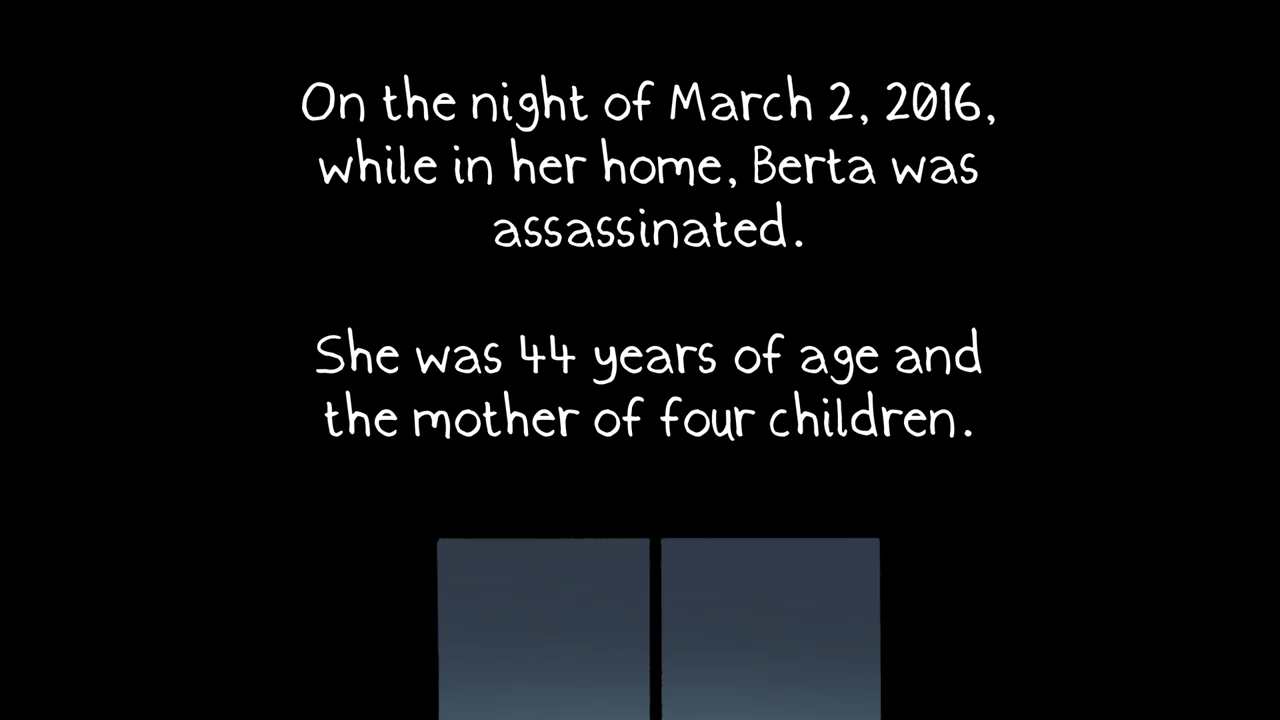 On the night of March 2, 2016,
while in her home, Berta was
assassinated.
She was 44 years of age and
the mother of four children.